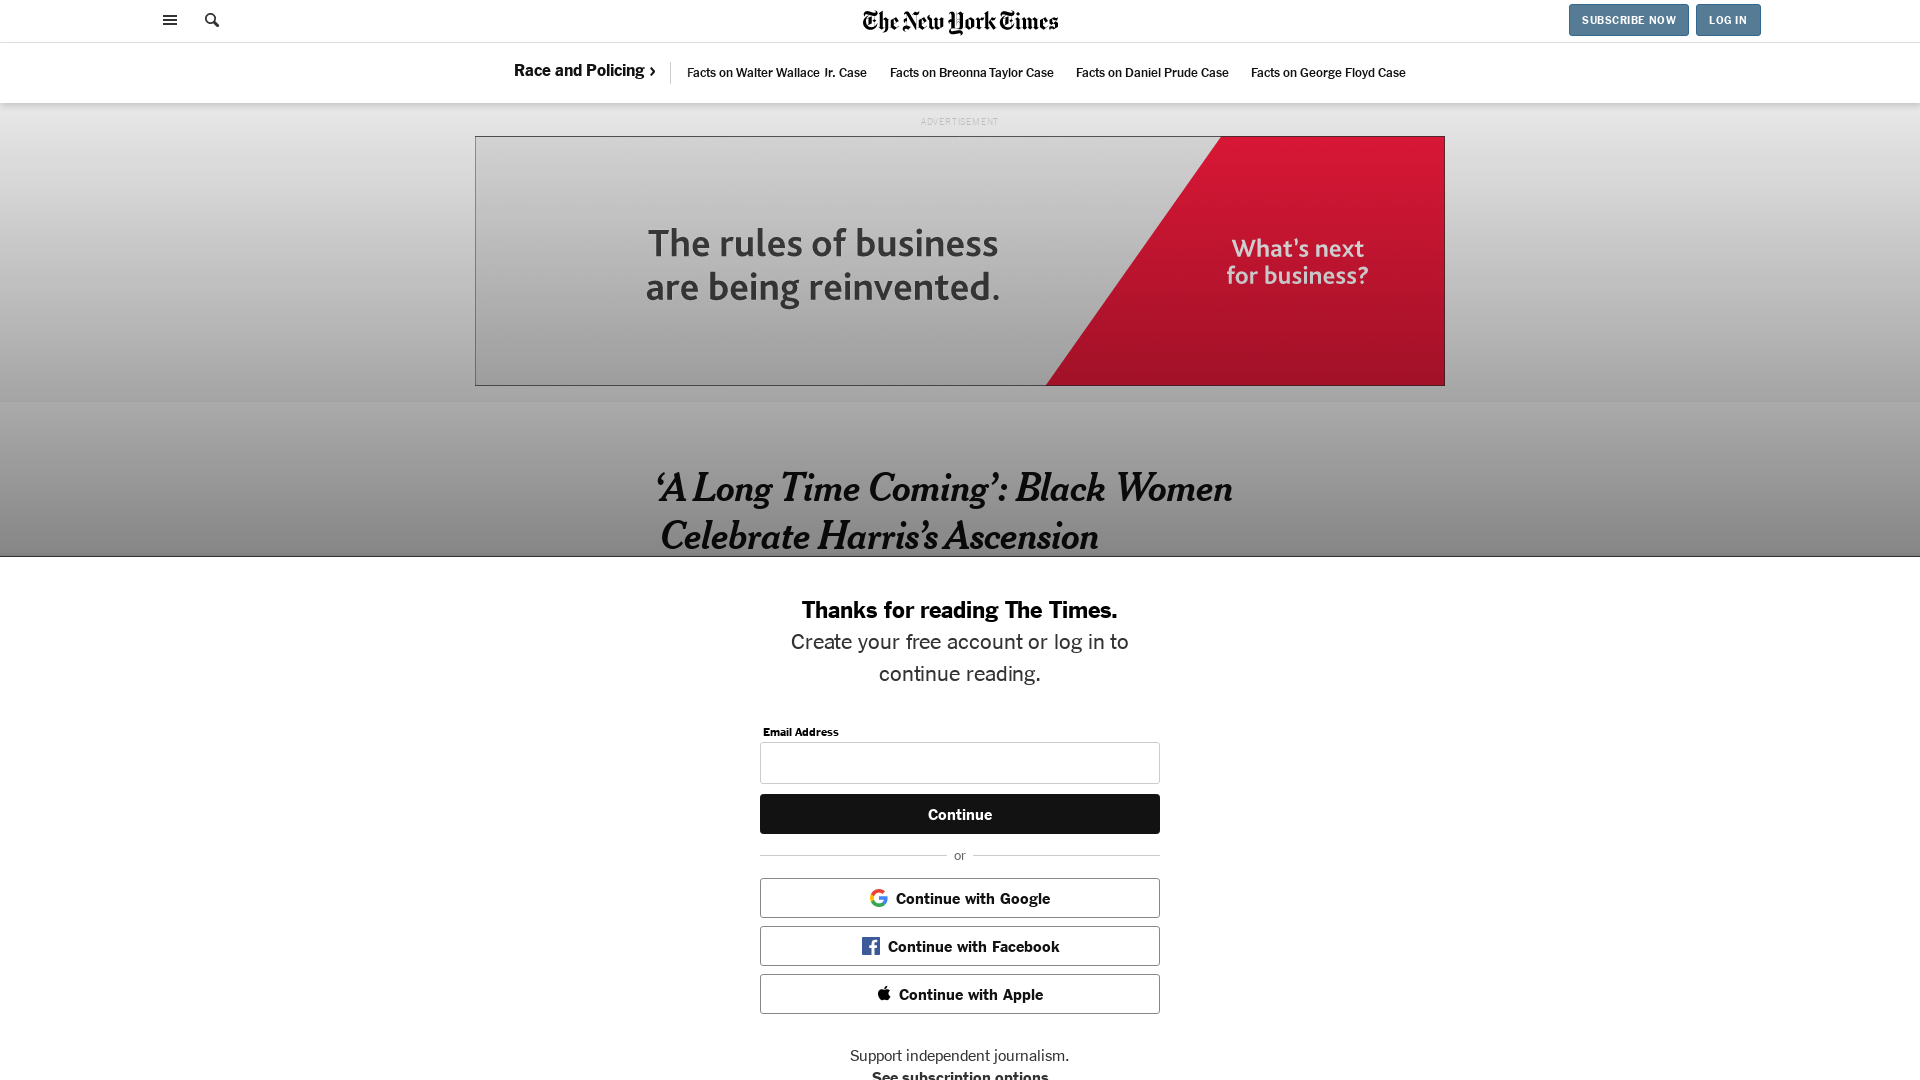 The New York Times
SUBSCRIBE NOW
LOG IN
Race and Policing ›
Facts on Walter Wallace Jr. Case
Facts on Breonna Taylor Case
Facts on Daniel Prude Case
Facts on George Floyd Case
ADVERTISEMENT
The rules of business
are being reinvented.
What's next
for business?
‘A Long Time Coming’: Black Women
Celebrate Harris’s Ascension
Thanks for reading The Times.
Create your free account or log in to
continue reading.
Email Address
Continue
or
Continue with Google
Continue with Facebook
Continue with Apple
Support independent journalism.
See subscription options